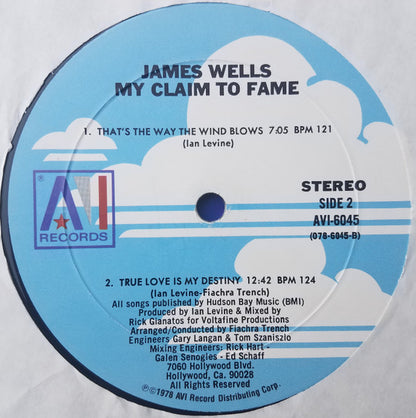 JAMES WELLS
MY CLAIM TO FAME
1. THAT'S THE WAY THE WIND BLOWS 7:05 BPM 121
(Ian Levine)
STEREO
SIDE 2
AVI-6045
(078-6045-B)
®
AVI
RECORDS
2. TRUE LOVE IS MY DESTINY 12:42 BPM 124
(Ian Levine-Fiachra Trench)
All songs published by Hudson Bay Music (BMI)
Produced by Ian Levine & Mixed by
Rick Gianatos for Voltafine Productions
Arranged/Conducted by Fiachra Trench
Engineers Gary Langan & Tom Szaniszlo
Mixing Engineers: Rick Hart -
Galen Senogles - Ed Schaff
7060 Hollywood Blvd.
Hollywood, Ca. 90028
All Rights Reserved
℗©1978 AVI Record Distributing Corp.